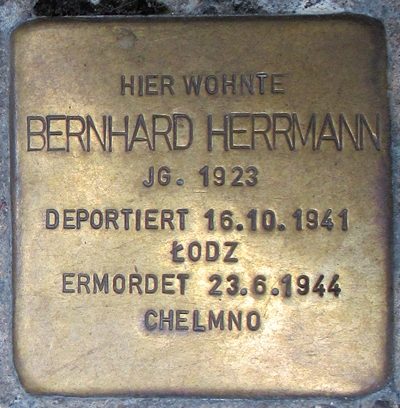 HIER WOHNTE
BERNHARD HERRMANN
JG. 1923
DEPORTIERT 16.10.1941
ŁODZ
ERMORDET 23.6.1944
CHELMNO